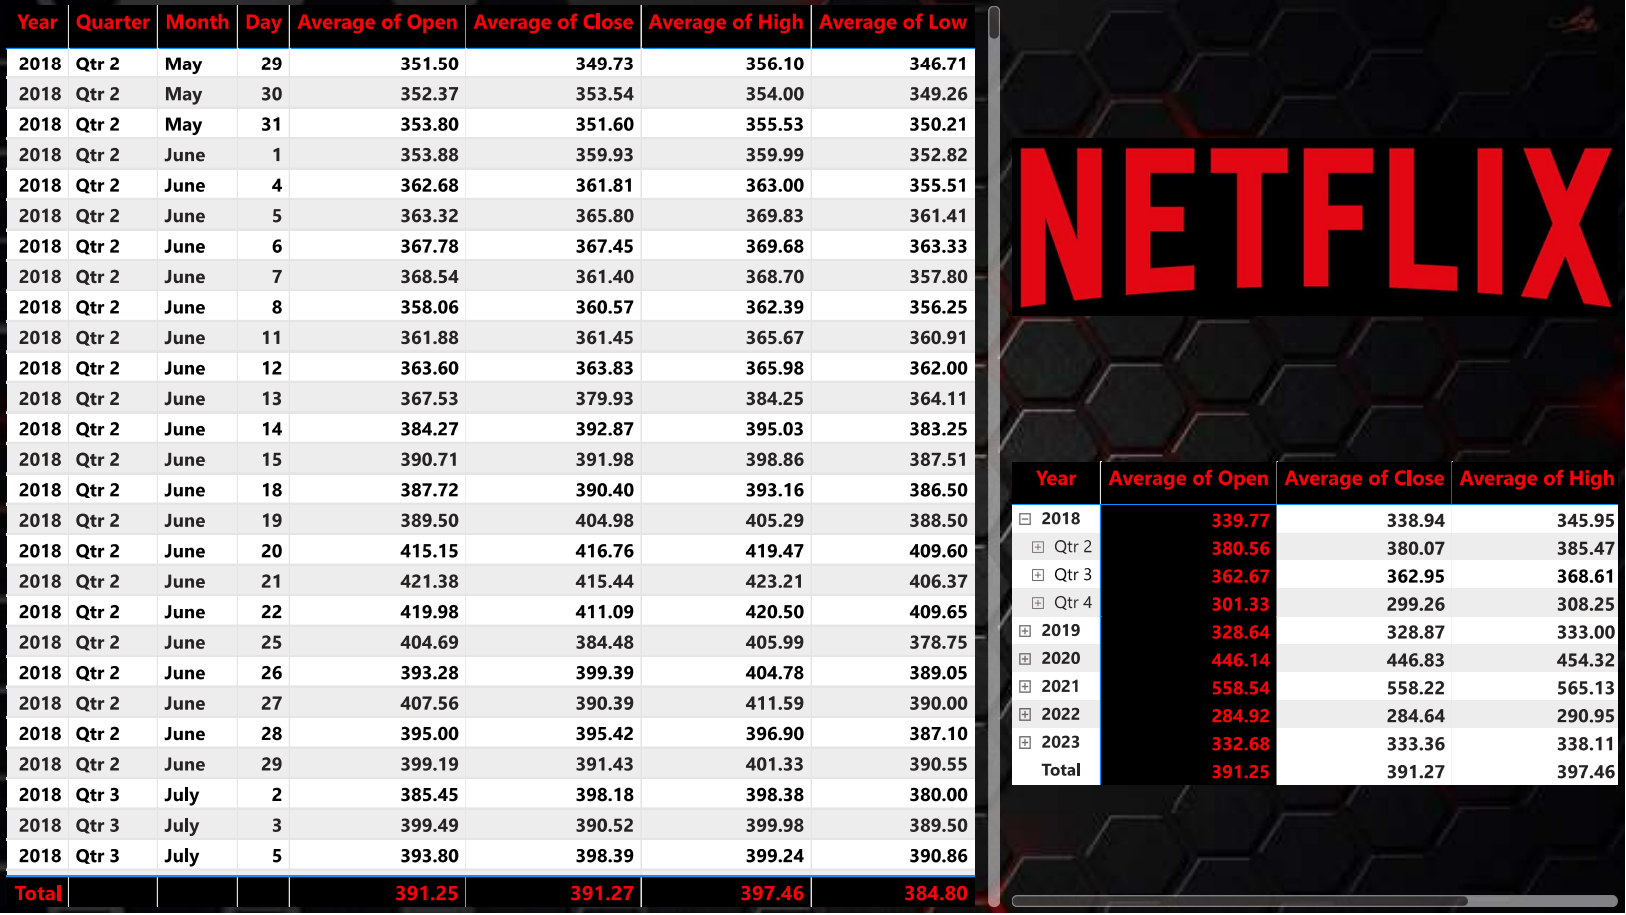 Year Quarter Month Day Average of Open Average of Close Average of High Average of Low
2018 Qtr 2 May 29 351.50 349.73 356.10 346.71
2018 Qtr 2 May 30 352.37 353.54 354.00 349.26
2018 Qtr 2 May 31 353.80 351.60 355.53 350.21
2018 Qtr 2 June 1 353.88 359.93 359.99 352.82
2018 Qtr 2 June 4 362.68 361.81 363.00 355.51
2018 Qtr 2 June 5 363.32 365.80 369.83 361.41
2018 Qtr 2 June 6 367.78 367.45 369.68 363.33
2018 Qtr 2 June 7 368.54 361.40 368.70 357.80
2018 Qtr 2 June 8 358.06 360.57 362.39 356.25
2018 Qtr 2 June 11 361.88 361.45 365.67 360.91
2018 Qtr 2 June 12 363.60 363.83 365.98 362.00
2018 Qtr 2 June 13 367.53 379.93 384.25 364.11
2018 Qtr 2 June 14 384.27 392.87 395.03 383.25
2018 Qtr 2 June 15 390.71 391.98 398.86 387.51
2018 Qtr 2 June 18 387.72 390.40 393.16 386.50
2018 Qtr 2 June 19 389.50 404.98 405.29 388.50
2018 Qtr 2 June 20 415.15 416.76 419.47 409.60
2018 Qtr 2 June 21 421.38 415.44 423.21 406.37
2018 Qtr 2 June 22 419.98 411.09 420.50 409.65
2018 Qtr 2 June 25 404.69 384.48 405.99 378.75
2018 Qtr 2 June 26 393.28 399.39 404.78 389.05
2018 Qtr 2 June 27 407.56 390.39 411.59 390.00
2018 Qtr 2 June 28 395.00 395.42 396.90 387.10
2018 Qtr 2 June 29 399.19 391.43 401.33 390.55
2018 Qtr 3 July 2 385.45 398.18 398.38 380.00
2018 Qtr 3 July 3 399.49 390.52 399.98 389.50
2018 Qtr 3 July 5 393.80 398.39 399.24 390.86
Total 391.25 391.27 397.46 384.80
NETFLIX
Year Average of Open Average of Close Average of High
2018 339.77 338.94 345.95
Qtr 2 380.56 380.07 385.47
Qtr 3 362.67 362.95 368.61
Qtr 4 301.33 299.26 308.25
2019 328.64 328.87 333.00
2020 446.14 446.83 454.32
2021 558.54 558.22 565.13
2022 284.92 284.64 290.95
2023 332.68 333.36 338.11
Total 391.25 391.27 397.46